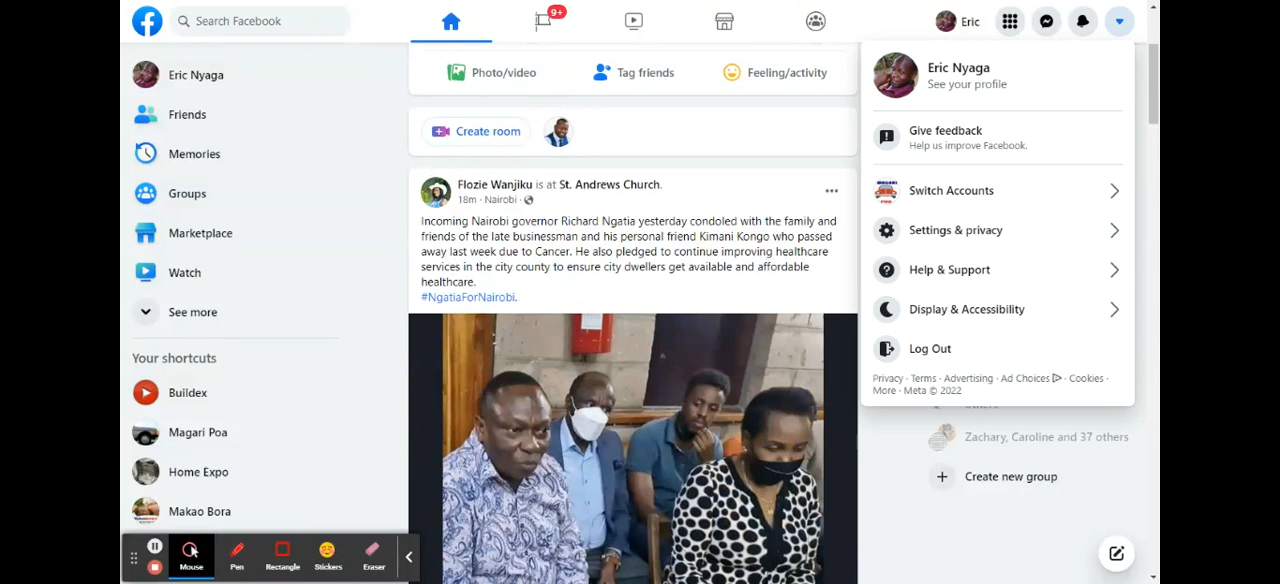 Search Facebook
9+
Eric
Eric Nyaga
Friends
Memories
Groups
Marketplace
Watch
See more
Your shortcuts
Buildex
Magari Poa
Home Expo
Makao Bora
Photo/video
Tag friends
Feeling/activity
Create room
Flozie Wanjiku is at St. Andrews Church.
18m · Nairobi ·
Incoming Nairobi governor Richard Ngatia yesterday condoled with the family and
friends of the late businessman and his personal friend Kimani Kongo who passed
away last week due to Cancer. He also pledged to continue improving healthcare
services in the city county to ensure city dwellers get available and affordable
healthcare.
#NgatiaForNairobi.
Eric Nyaga
See your profile
Give feedback
Help us improve Facebook.
Switch Accounts
Settings & privacy
Help & Support
Display & Accessibility
Log Out
Privacy · Terms · Advertising · Ad Choices · Cookies ·
More · Meta © 2022
others
Zachary, Caroline and 37 others
Create new group
Mouse
Pen
Rectangle
Stickers
Eraser